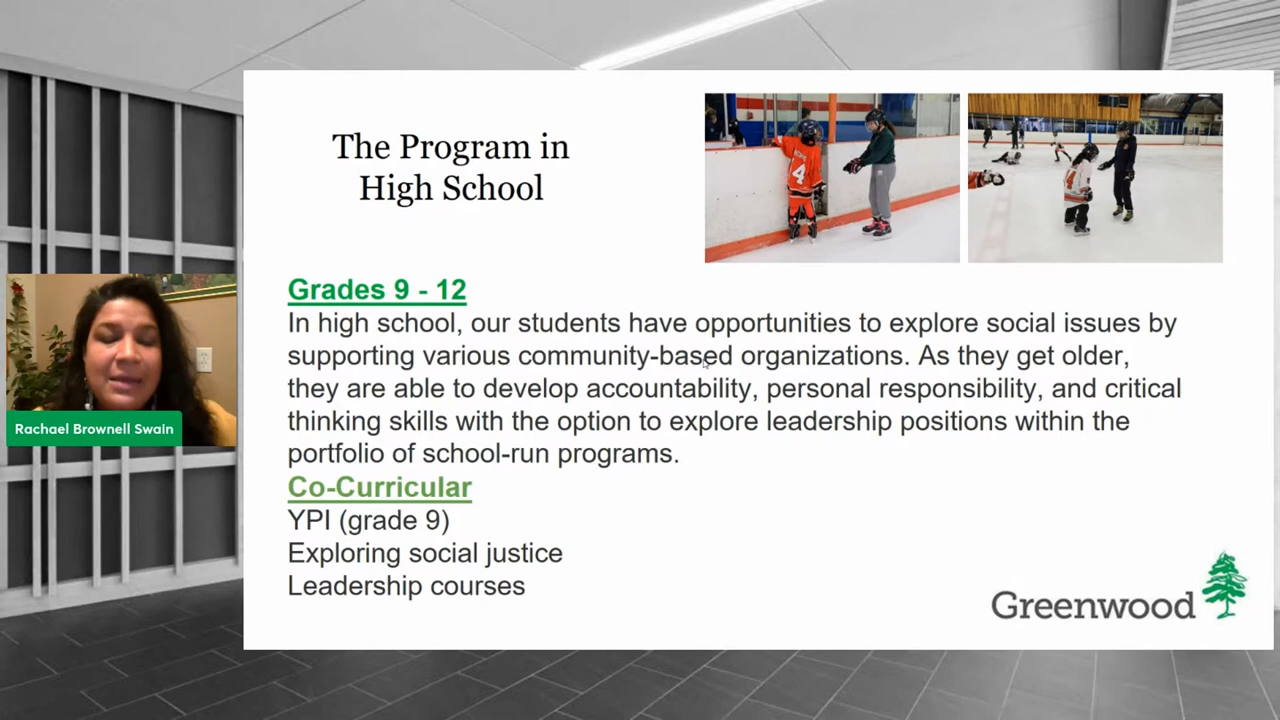 The Program in
High School
4
4
Grades 9 - 12
In high school, our students have opportunities to explore social issues by
supporting various community-based organizations. As they get older,
they are able to develop accountability, personal responsibility, and critical
thinking skills with the option to explore leadership positions within the
portfolio of school-run programs.
Rachael Brownell Swain
Co-Curricular
YPI (grade 9)
Exploring social justice
Leadership courses
Greenwood